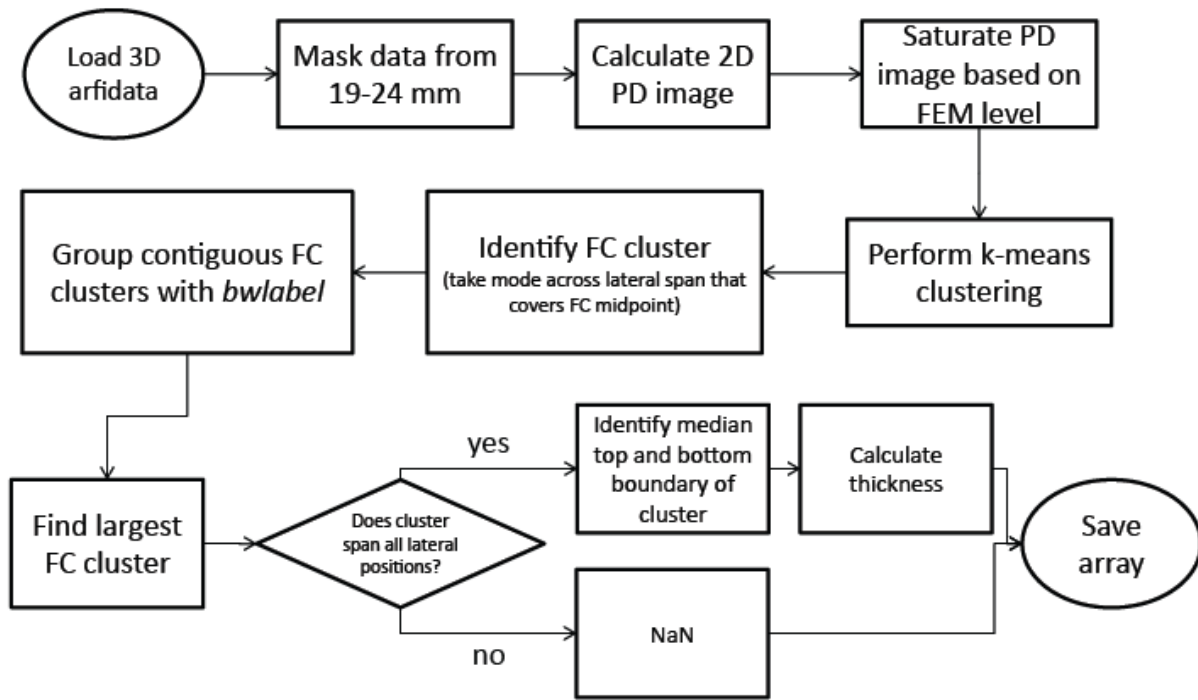 Load 3D
arfidata
Mask data from
19-24 mm
Calculate 2D
PD image
Saturate PD
image based on
FEM level
Perform k-means
clustering
Identify FC cluster
(take mode across lateral span that
covers FC midpoint)
Group contiguous FC
clusters with bwlabel
Find largest
FC cluster
Does cluster
span all lateral
positions?
yes
Identify median
top and bottom
boundary of
cluster
Calculate
thickness
no
NaN
Save
array